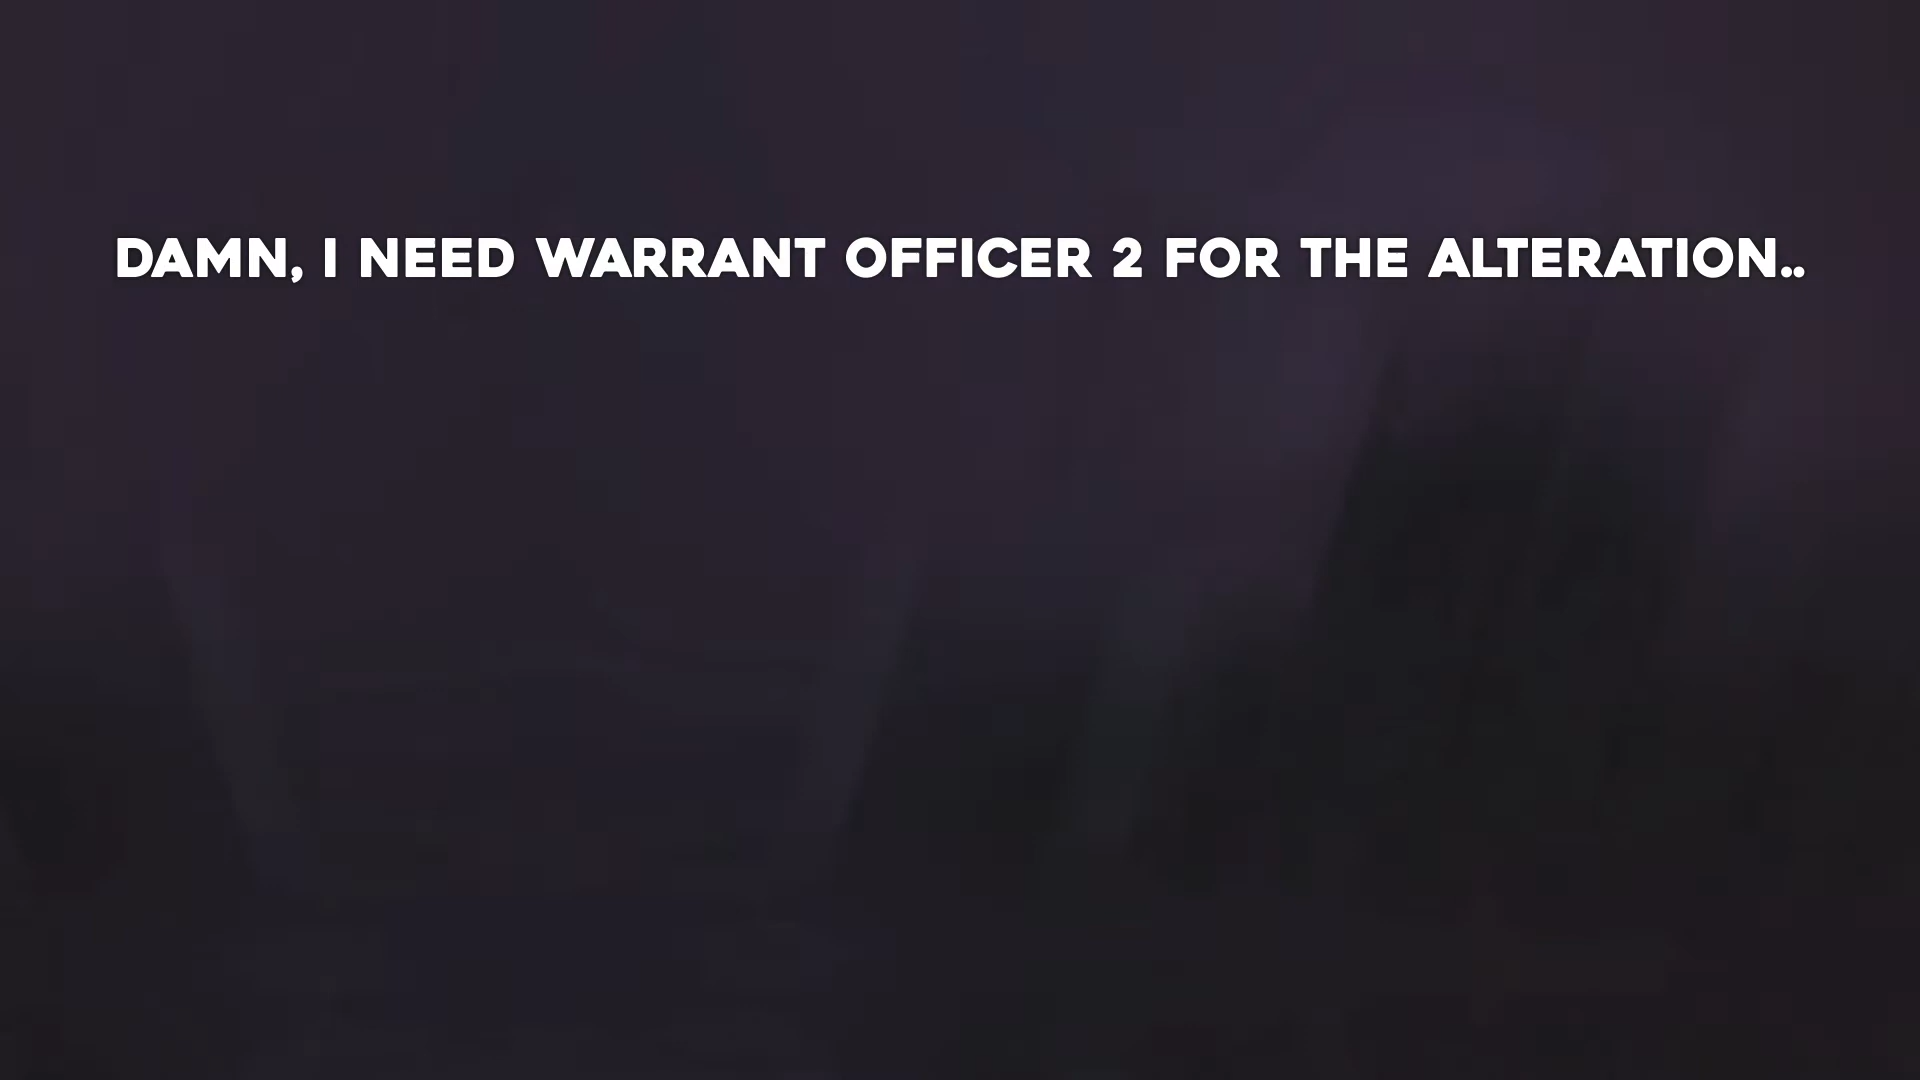 DAMN, I NEED WARRANT OFFICER 2 FOR THE ALTERATION..